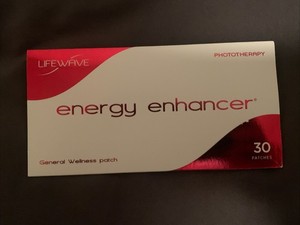 LIFEWAVE
PHOTOTHERAPY
energy enhancer®
General Wellness patch
30
PATCHES